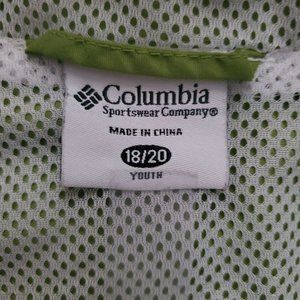 Columbia
Sportswear Company®
MADE IN CHINA
18/20
YOUTH